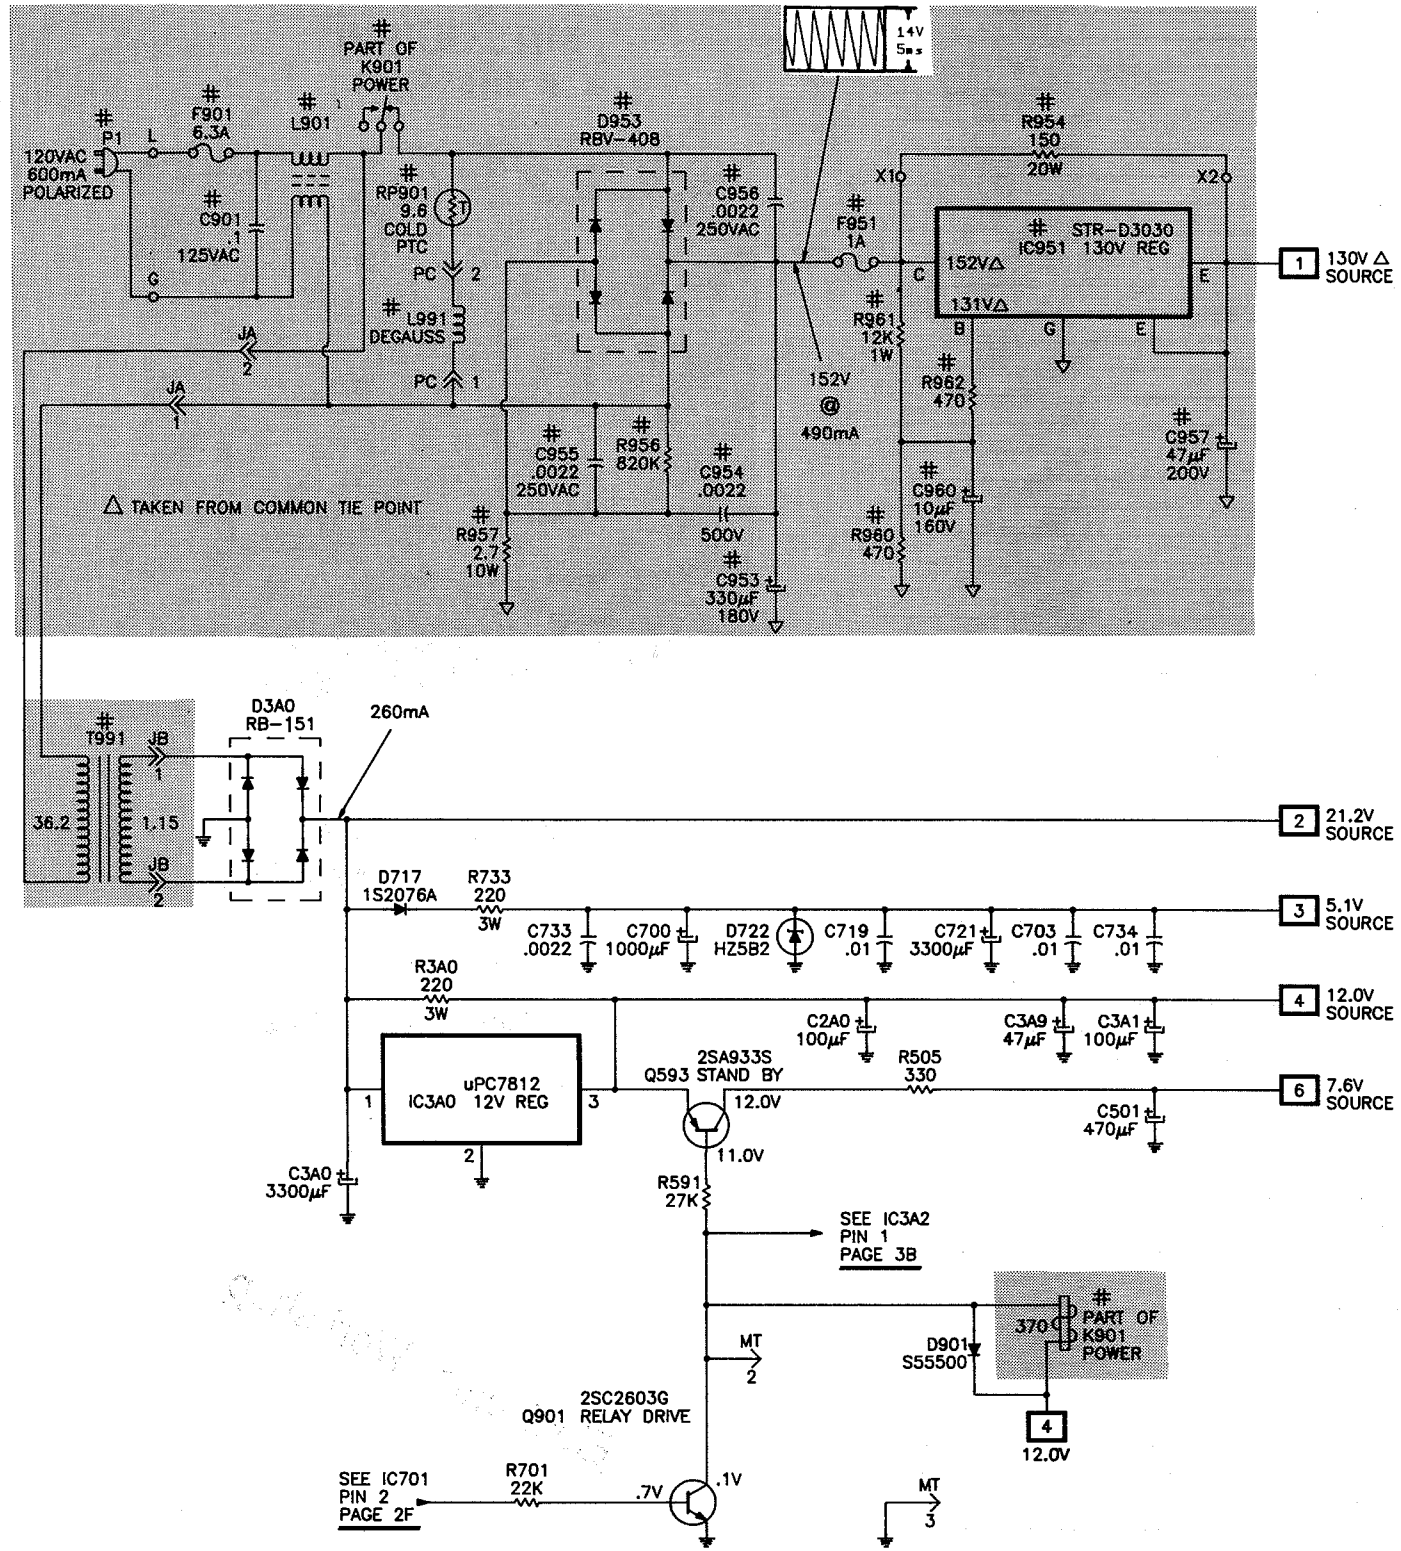 14V
5ms
#
PART OF
K901
POWER
#
P1
L
#
F901
6.3A
#
L901
120VAC
600mA
POLARIZED
#
C901
.1
125VAC
G
#
D953
RBV-408
#
RP901
9.6
COLD
PTC
T
PC 2
#
L991
DEGAUSS
PC 1
#
C956
.0022
250VAC
#
F951
1A
#
R954
150
20W
X1
X2
#
IC951
STR-D3030
130V REG
C
152V△
131V△
B
G
E
E
1
130V △
SOURCE
JA
2
JA
1
#
R961
12K
1W
#
R962
470
152V
@
490mA
#
C955
.0022
250VAC
#
R956
820K
#
C954
.0022
500V
#
C957
47µF
200V
+
#
C960
10µF
160V
+
△ TAKEN FROM COMMON TIE POINT
#
R957
2.7
10W
#
R960
470
#
C953
330µF
180V
+
D3A0
RB-151
260mA
#
T991
JB
1
36.2
1.15
JB
2
2
21.2V
SOURCE
D717
1S2076A
R733
220
3W
C733
.0022
C700
1000µF
+
D722
HZ5B2
C719
.01
C721
3300µF
+
C703
.01
C734
.01
3
5.1V
SOURCE
R3A0
220
3W
C2A0
100µF
+
C3A9
47µF
+
C3A1
100µF
+
4
12.0V
SOURCE
uPC7812
IC3A0 12V REG
1
3
2
2SA933S
Q593 STAND BY
12.0V
11.0V
R505
330
C501
470µF
+
6
7.6V
SOURCE
C3A0
3300µF
+
R591
27K
SEE IC3A2
PIN 1
PAGE 3B
MT
2
D901
S55500
370
#
PART OF
K901
POWER
4
12.0V
2SC2603G
Q901 RELAY DRIVE
SEE IC701
PIN 2
PAGE 2F
R701
22K
.7V
.1V
MT
3